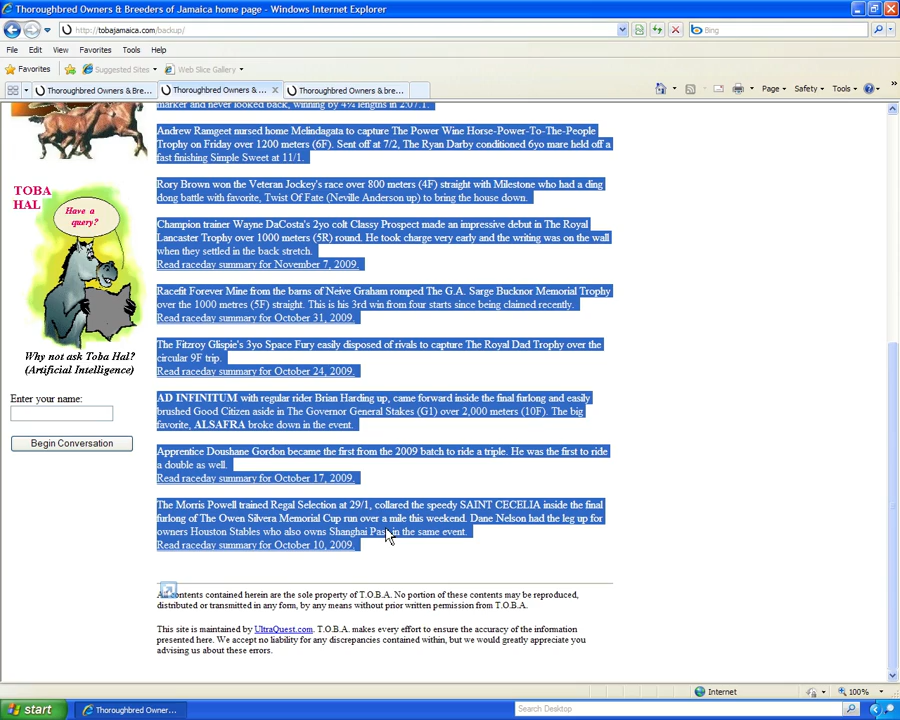 Thoroughbred Owners & Breeders of Jamaica home page - Windows Internet Explorer
http://tobajamaica.com/backup/
Bing
File Edit View Favorites Tools Help
Favorites Suggested Sites Web Slice Gallery
Thoroughbred Owners & Bre... Thoroughbred Owners & ... Thoroughbred Owners & bre...
Page Safety Tools
marker and never looked back, winning by 4¼ lengths in 2:07.1.
Andrew Ramgeet nursed home Melindagata to capture The Power Wine Horse-Power-To-The-People
Trophy on Friday over 1200 meters (6F). Sent off at 7/2, The Ryan Darby conditioned 6yo mare held off a
fast finishing Simple Sweet at 11/1.
Rory Brown won the Veteran Jockey's race over 800 meters (4F) straight with Milestone who had a ding
dong battle with favorite, Twist Of Fate (Neville Anderson up) to bring the house down.
Champion trainer Wayne DaCosta's 2yo colt Classy Prospect made an impressive debut in The Royal
Lancaster Trophy over 1000 meters (5R) round. He took charge very early and the writing was on the wall
when they settled in the back stretch.
Read raceday summary for November 7, 2009.
Racefit Forever Mine from the barns of Neive Graham romped The G.A. Sarge Bucknor Memorial Trophy
over the 1000 metres (5F) straight. This is his 3rd win from four starts since being claimed recently.
Read raceday summary for October 31, 2009.
The Fitzroy Glispie's 3yo Space Fury easily disposed of rivals to capture The Royal Dad Trophy over the
circular 9F trip.
Read raceday summary for October 24, 2009.
AD INFINITUM with regular rider Brian Harding up, came forward inside the final furlong and easily
brushed Good Citizen aside in The Governor General Stakes (G1) over 2,000 meters (10F). The big
favorite, ALSAFRA broke down in the event.
Apprentice Doushane Gordon became the first from the 2009 batch to ride a triple. He was the first to ride
a double as well.
Read raceday summary for October 17, 2009.
The Morris Powell trained Regal Selection at 29/1, collared the speedy SAINT CECELIA inside the final
furlong of The Owen Silvera Memorial Cup run over a mile this weekend. Dane Nelson had the leg up for
owners Houston Stables who also owns Shanghai in the same event.
Read raceday summary for October 10, 2009.
TOBA
HAL
Have a
query?
Why not ask Toba Hal?
(Artificial Intelligence)
Enter your name:
Begin Conversation
contents contained herein are the sole property of T.O.B.A. No portion of these contents may be reproduced,
distributed or transmitted in any form, by any means without prior written permission from T.O.B.A.
This site is maintained by UltraQuest.com. T.O.B.A. makes every effort to ensure the accuracy of the information
presented here. We accept no liability for any discrepancies contained within, but we would greatly appreciate you
advising us about these errors.
Internet 100%
start Thoroughbred Owner... Search Desktop